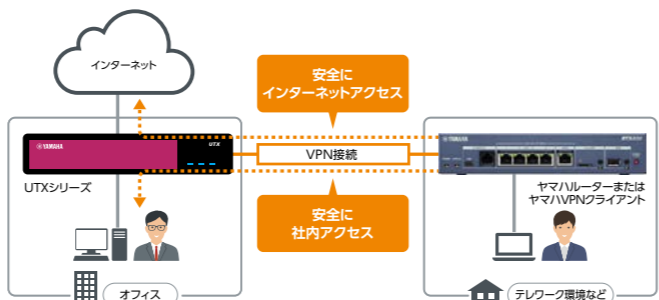 インターネット
安全に
インターネットアクセス
YAMAHA
UTX
YAMAHA
VPN接続
UTXシリーズ
ヤマハルーターまたは
ヤマハVPNクライアント
安全に
社内アクセス
オフィス
テレワーク環境など